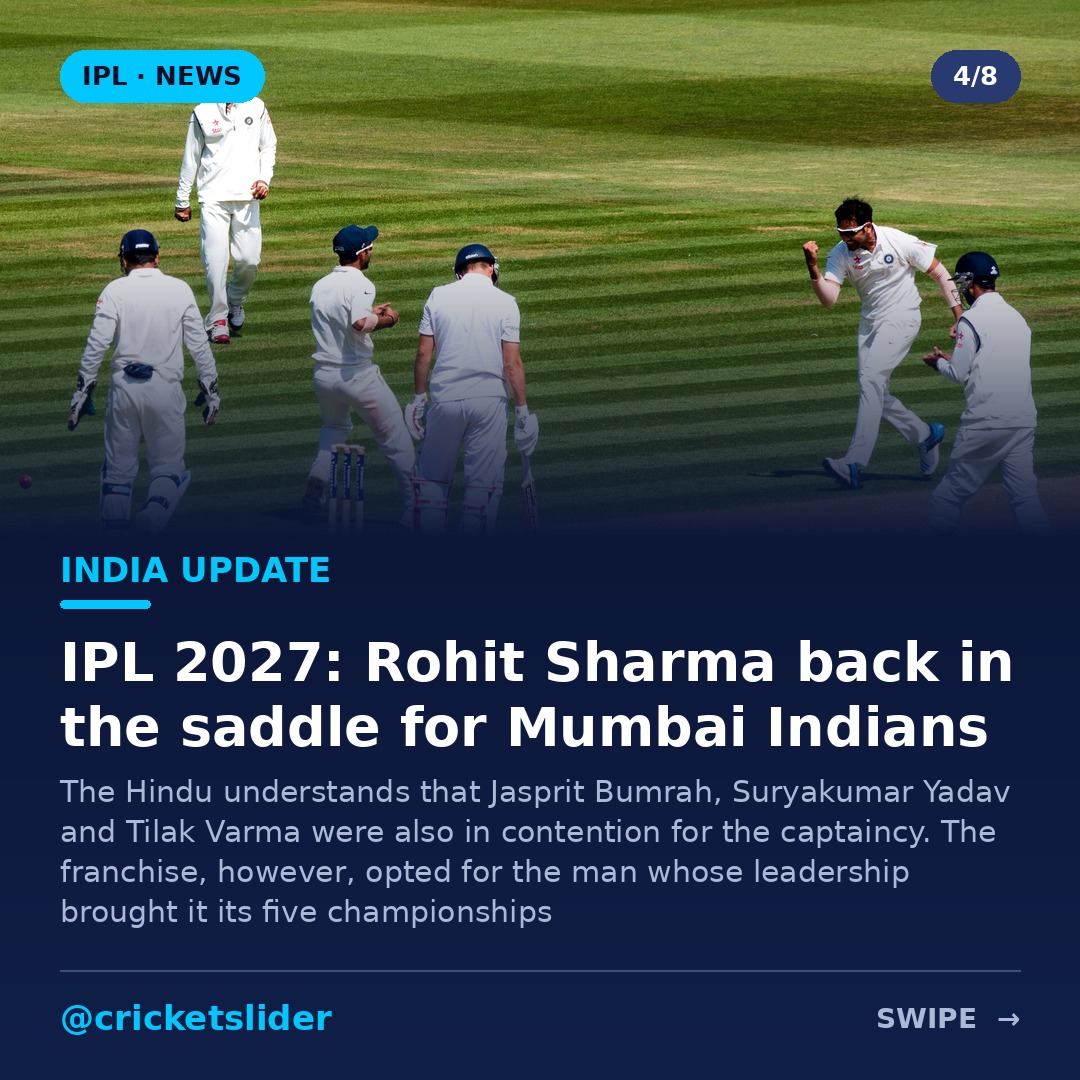 IPL · NEWS
4/8
INDIA UPDATE
IPL 2027: Rohit Sharma back in
the saddle for Mumbai Indians
The Hindu understands that Jasprit Bumrah, Suryakumar Yadav
and Tilak Varma were also in contention for the captaincy. The
franchise, however, opted for the man whose leadership
brought it its five championships
@cricketslider
SWIPE →